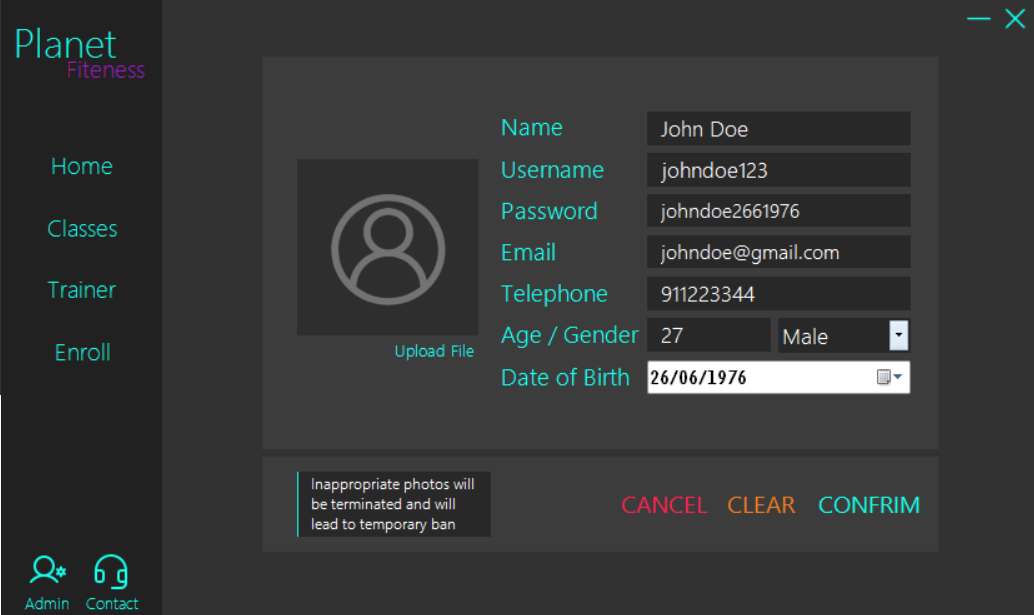 Planet
Fiteness
Home
Classes
Trainer
Enroll
Admin Contact
Upload File
Name John Doe
Username johndoe123
Password johndoe2661976
Email johndoe@gmail.com
Telephone 911223344
Age / Gender 27 Male
Date of Birth 26/06/1976
Inappropriate photos will
be terminated and will
lead to temporary ban
CANCEL CLEAR CONFRIM